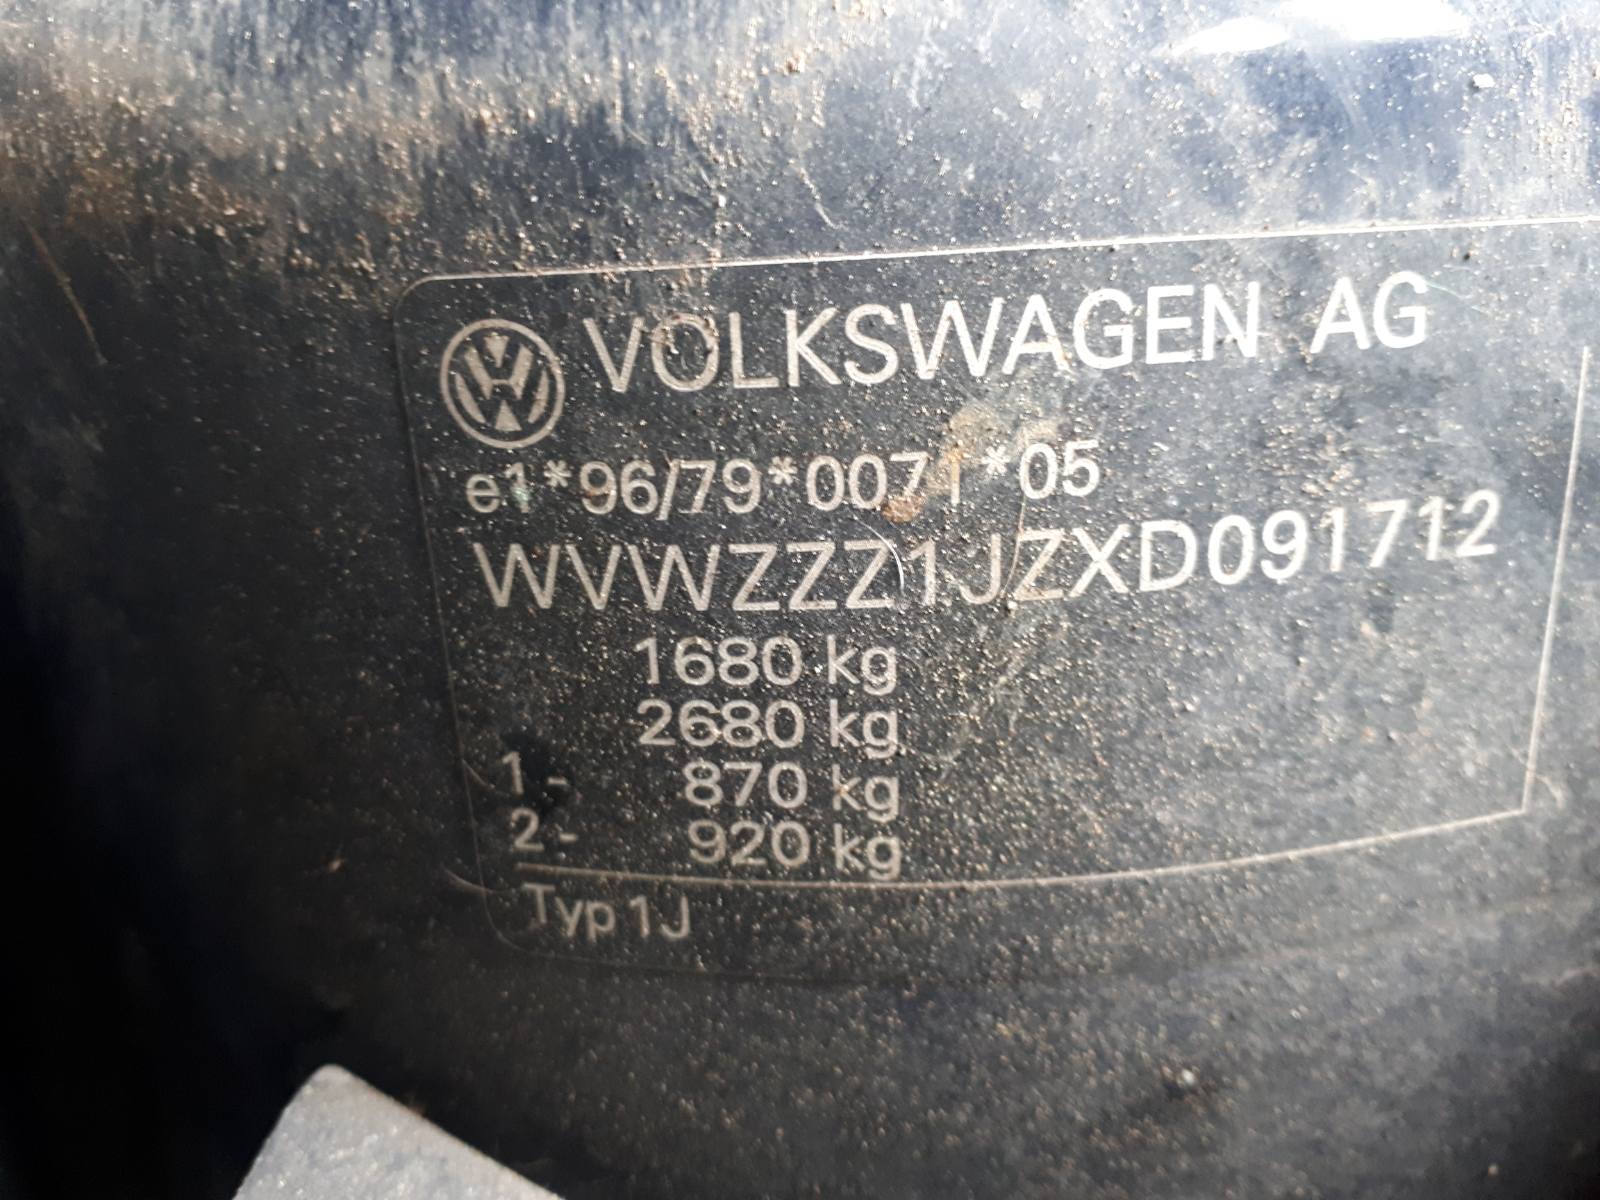 VOLKSWAGEN AG
e1*96/79*0071*05
WVWZZZ1JZXD091712
1680 kg
2680 kg
1 - 870 kg
2 - 920 kg
Typ 1J